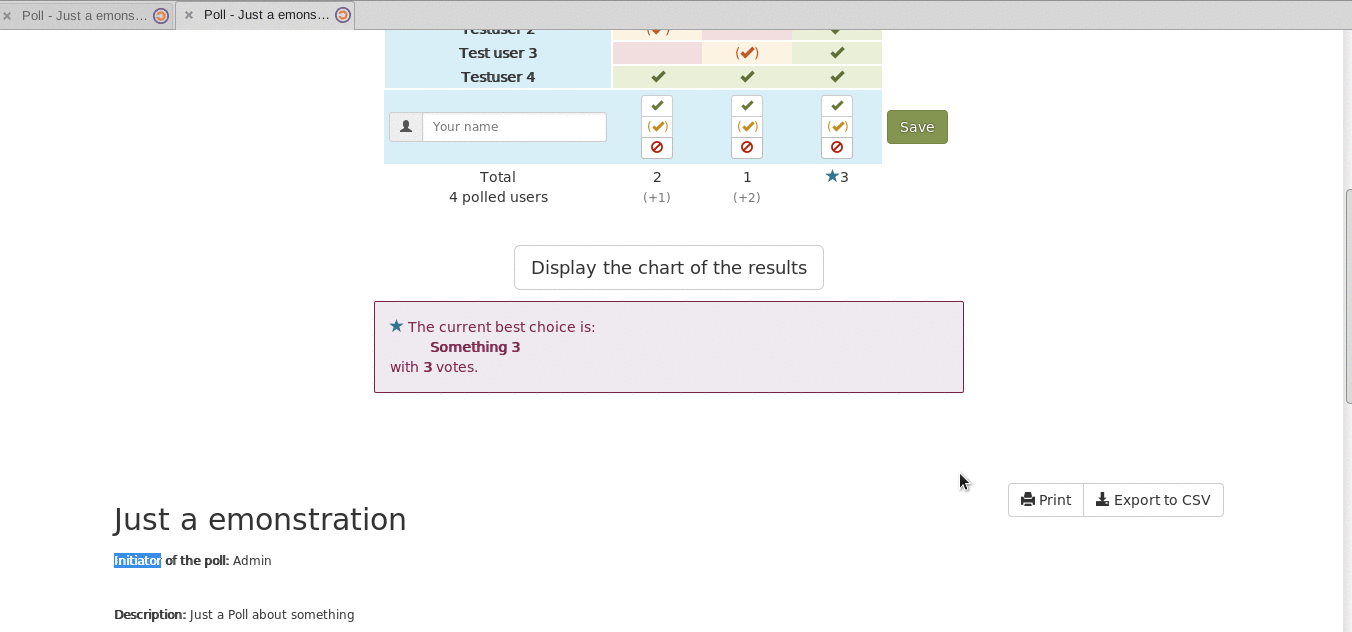 Poll - Just a emons... Poll - Just a emons...
Testuser 2
Test user 3
Testuser 4
Your name
Save
Total 2 1 3
4 polled users (+1) (+2)
Display the chart of the results
The current best choice is:
Something 3
with 3 votes.
Print Export to CSV
Just a emonstration
Initiator of the poll: Admin
Description: Just a Poll about something